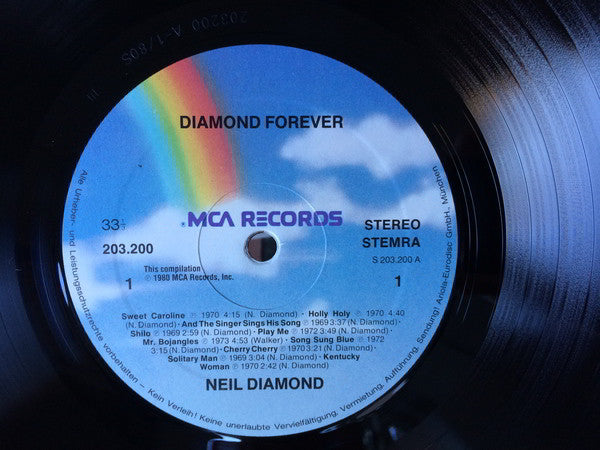 203200 A-1/80S
DIAMOND FOREVER
MCA RECORDS
33 1/3
203.200
1
This compilation
℗ 1980 MCA Records, Inc.
STEREO
STEMRA
S 203.200 A
1
Sweet Caroline ℗ 1970 4:15 (N. Diamond) · Holly Holy ℗ 1970 4:40
(N. Diamond) · And The Singer Sings His Song ℗ 1969 3:37 (N. Diamond) ·
Shilo ℗ 1969 2:59 (N. Diamond) · Play Me ℗ 1972 3:49 (N. Diamond) ·
Mr. Bojangles ℗ 1973 4:53 (Walker) · Song Sung Blue ℗ 1972
3:15 (N. Diamond) · Cherry Cherry ℗ 1970 3:21 (N. Diamond) ·
Solitary Man ℗ 1969 3:04 (N. Diamond) · Kentucky
Woman ℗ 1970 2:42 (N. Diamond)
NEIL DIAMOND
Alle Urheber- und Leistungsschutzrechte vorbehalten – Kein Verleih! Keine unerlaubte Vervielfältigung, Vermietung, Aufführung, Sendung! Ariola-Eurodisc GmbH., München